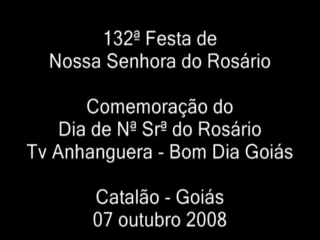 132ª Festa de
Nossa Senhora do Rosário
Comemoração do
Dia de Nª Srª do Rosário
Tv Anhanguera - Bom Dia Goiás
Catalão - Goiás
07 outubro 2008